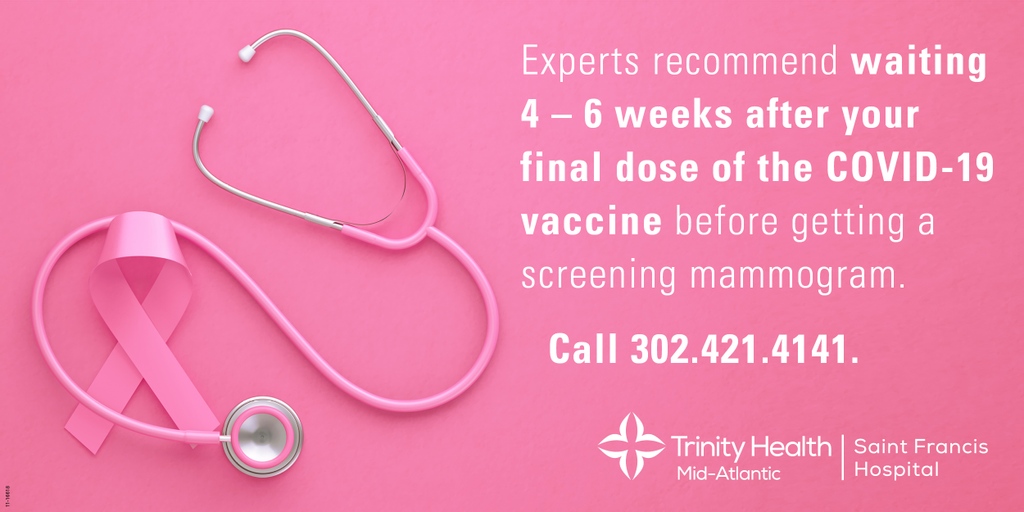 Experts recommend waiting
4 – 6 weeks after your
final dose of the COVID-19
vaccine before getting a
screening mammogram.
Call 302.421.4141.
Trinity Health
Mid-Atlantic
Saint Francis
Hospital